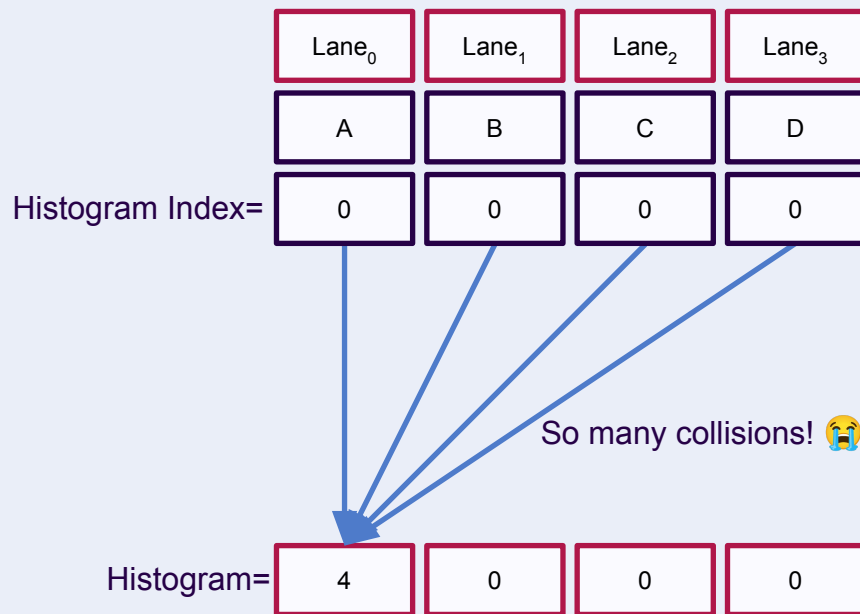 Lane₀ Lane₁ Lane₂ Lane₃
A B C D
Histogram Index= 0 0 0 0
So many collisions! 😭
Histogram= 4 0 0 0